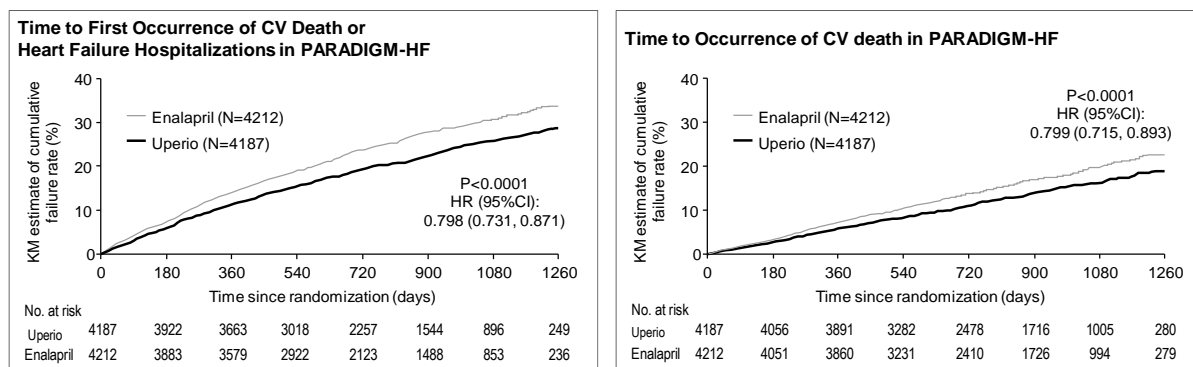 Time to First Occurrence of CV Death or
Heart Failure Hospitalizations in PARADIGM-HF
KM estimate of cumulative
failure rate (%)
40
30
20
10
0
Enalapril (N=4212)
Uperio (N=4187)
P<0.0001
HR (95%CI):
0.798 (0.731, 0.871)
0 180 360 540 720 900 1080 1260
Time since randomization (days)
No. at risk
Uperio 4187 3922 3663 3018 2257 1544 896 249
Enalapril 4212 3883 3579 2922 2123 1488 853 236
Time to Occurrence of CV death in PARADIGM-HF
KM estimate of cumulative
failure rate (%)
40
30
20
10
0
Enalapril (N=4212)
Uperio (N=4187)
P<0.0001
HR (95%CI):
0.799 (0.715, 0.893)
0 180 360 540 720 900 1080 1260
Time since randomization (days)
No. at risk
Uperio 4187 4056 3891 3282 2478 1716 1005 280
Enalapril 4212 4051 3860 3231 2410 1726 994 279